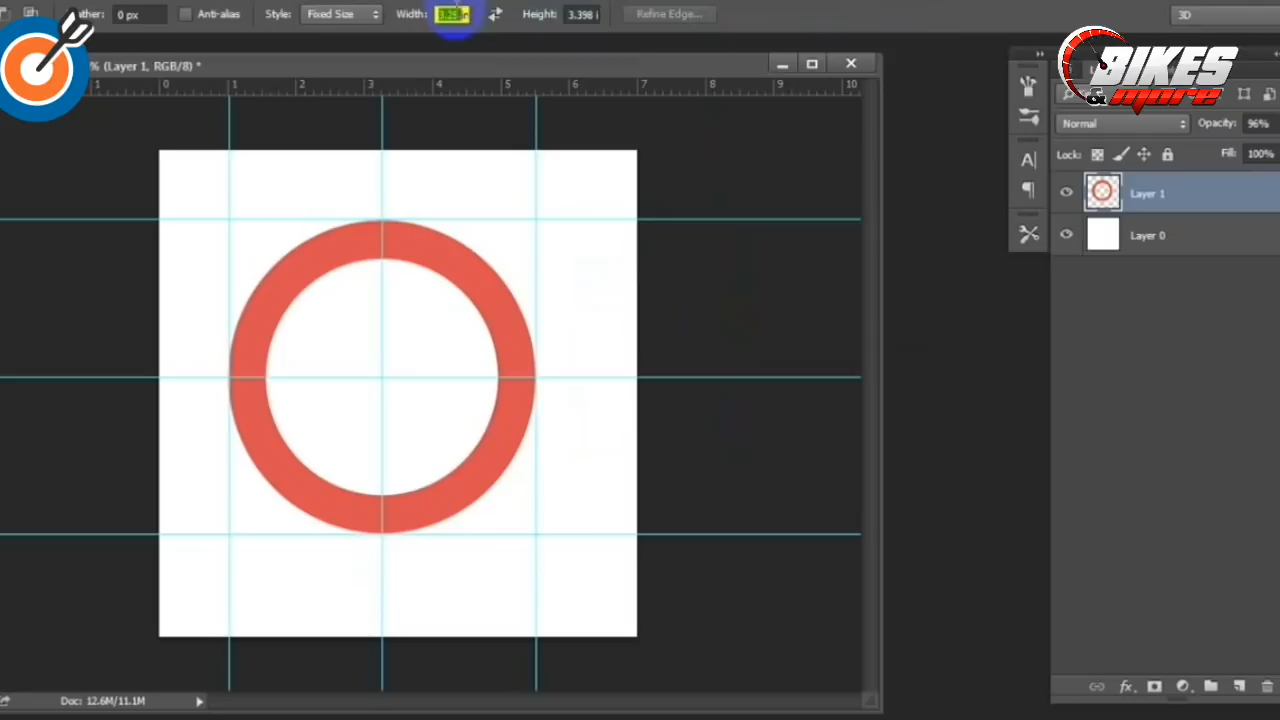 0 px Anti-alias Style: Fixed Size Width: Height: 3.398 i Refine Edge... 3D
BIKES
& more
% (Layer 1, RGB/8) *
1 0 1 2 3 4 5 6 7 8 9 10
Normal Opacity: 96%
Lock: Fill: 100%
Layer 1
Layer 0
Doc: 12.6M/11.1M